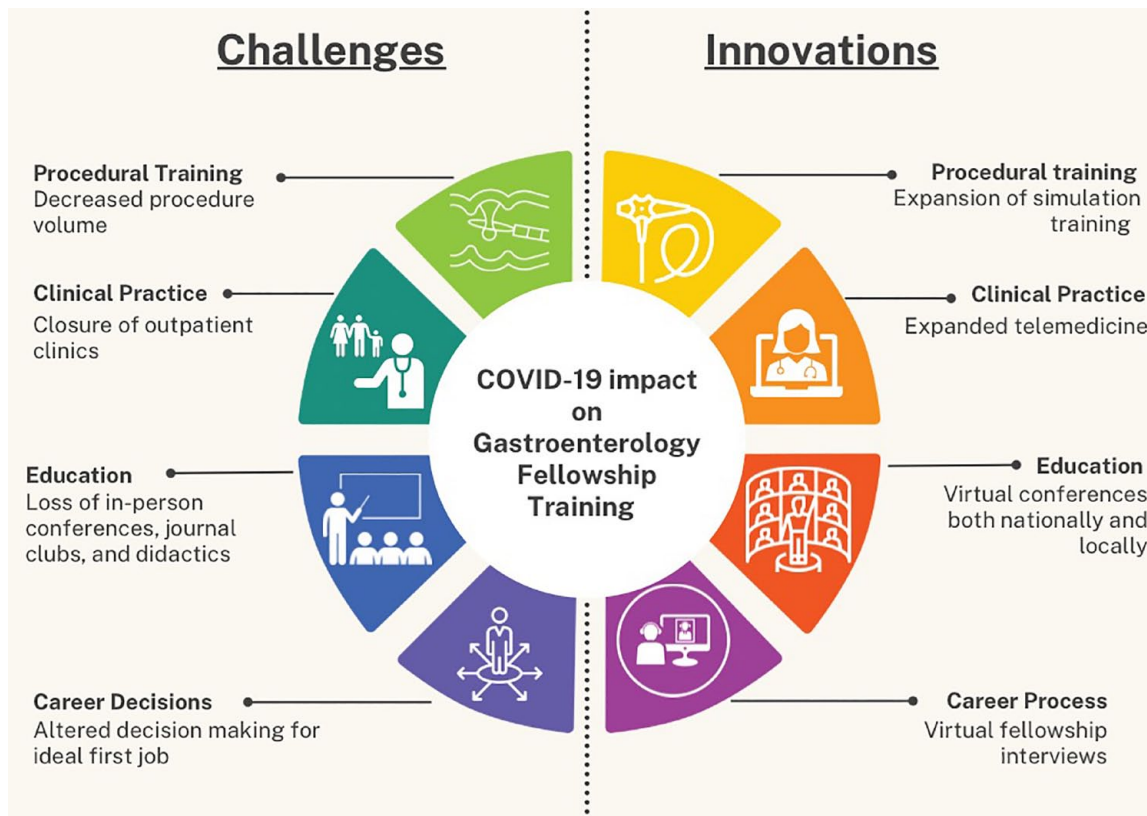 Challenges
Procedural Training
Decreased procedure
volume
Clinical Practice
Closure of outpatient
clinics
Education
Loss of in-person
conferences, journal
clubs, and didactics
Career Decisions
Altered decision making for
ideal first job
COVID-19 impact
on
Gastroenterology
Fellowship
Training
Innovations
Procedural training
Expansion of simulation
training
Clinical Practice
Expanded telemedicine
Education
Virtual conferences
both nationally and
locally
Career Process
Virtual fellowship
interviews